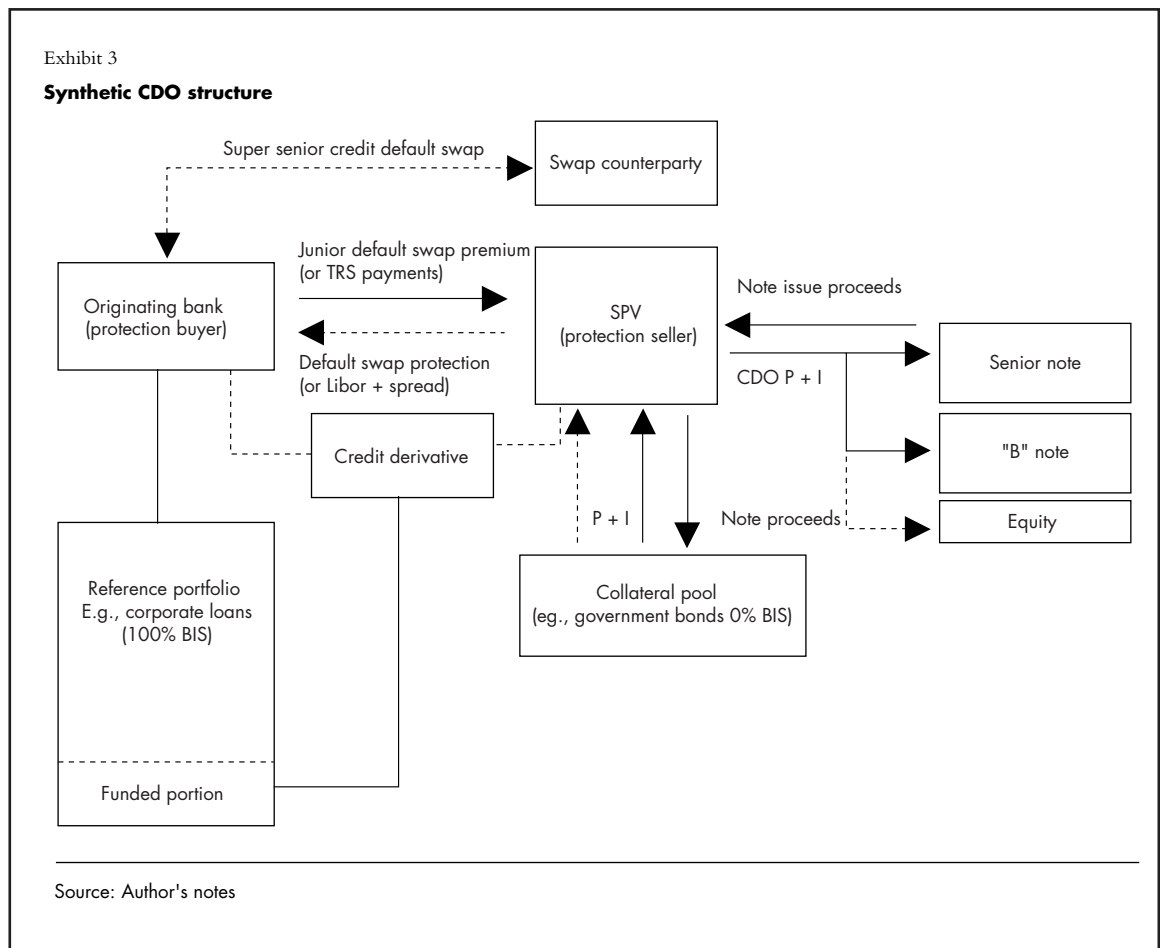 Exhibit 3
Synthetic CDO structure
Super senior credit default swap
Swap counterparty
Originating bank
(protection buyer)
Junior default swap premium
(or TRS payments)
Default swap protection
(or Libor + spread)
SPV
(protection seller)
Note issue proceeds
CDO P + I
Senior note
"B" note
Equity
Credit derivative
P + I
Note proceeds
Collateral pool
(eg., government bonds 0% BIS)
Reference portfolio
E.g., corporate loans
(100% BIS)
Funded portion
Source: Author's notes